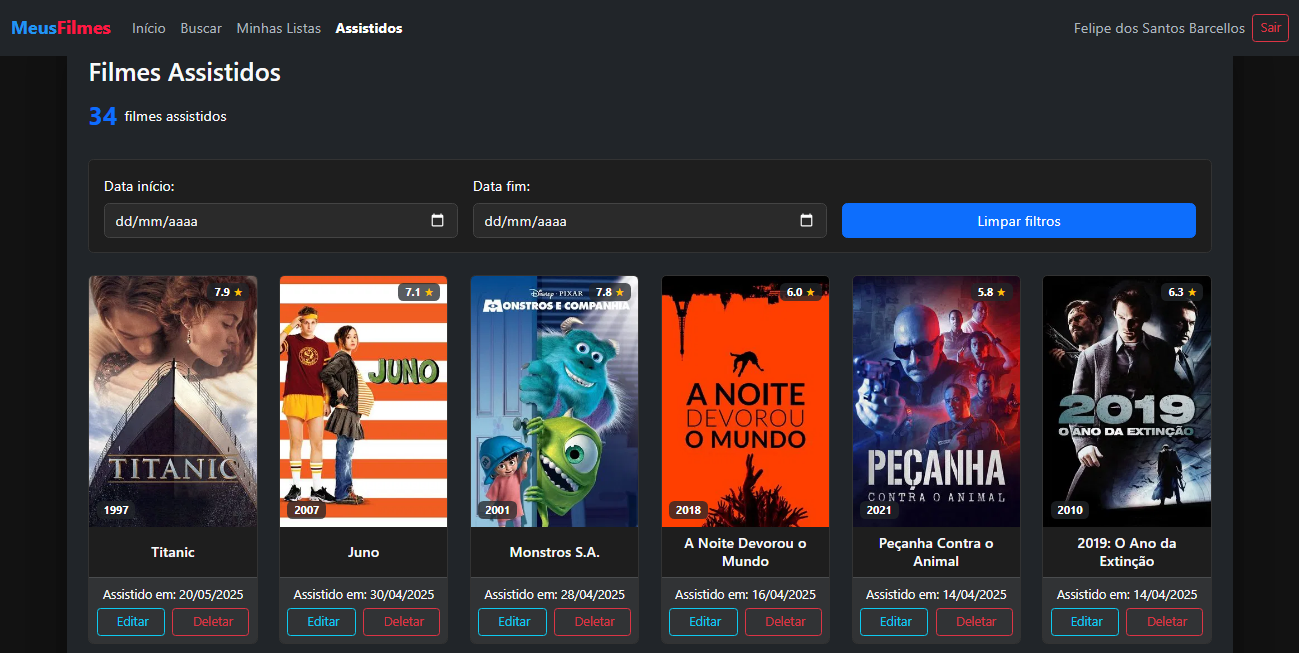 MeusFilmes Início Buscar Minhas Listas Assistidos Felipe dos Santos Barcellos Sair
Filmes Assistidos
34 filmes assistidos
Data início: Data fim:
dd/mm/aaaa dd/mm/aaaa Limpar filtros
7.9 ★
TITANIC
1997
Titanic
Assistido em: 20/05/2025
Editar Deletar
7.1 ★
JUNO
2007
Juno
Assistido em: 30/04/2025
Editar Deletar
7.8 ★
Disney · PIXAR
MONSTROS E COMPANHIA
2001
Monstros S.A.
Assistido em: 28/04/2025
Editar Deletar
6.0 ★
A NOITE
DEVOROU
O MUNDO
2018
A Noite Devorou o
Mundo
Assistido em: 16/04/2025
Editar Deletar
5.8 ★
PEÇANHA
CONTRA O ANIMAL
2021
Peçanha Contra o
Animal
Assistido em: 14/04/2025
Editar Deletar
6.3 ★
2019
O ANO DA EXTINÇÃO
2010
2019: O Ano da
Extinção
Assistido em: 14/04/2025
Editar Deletar